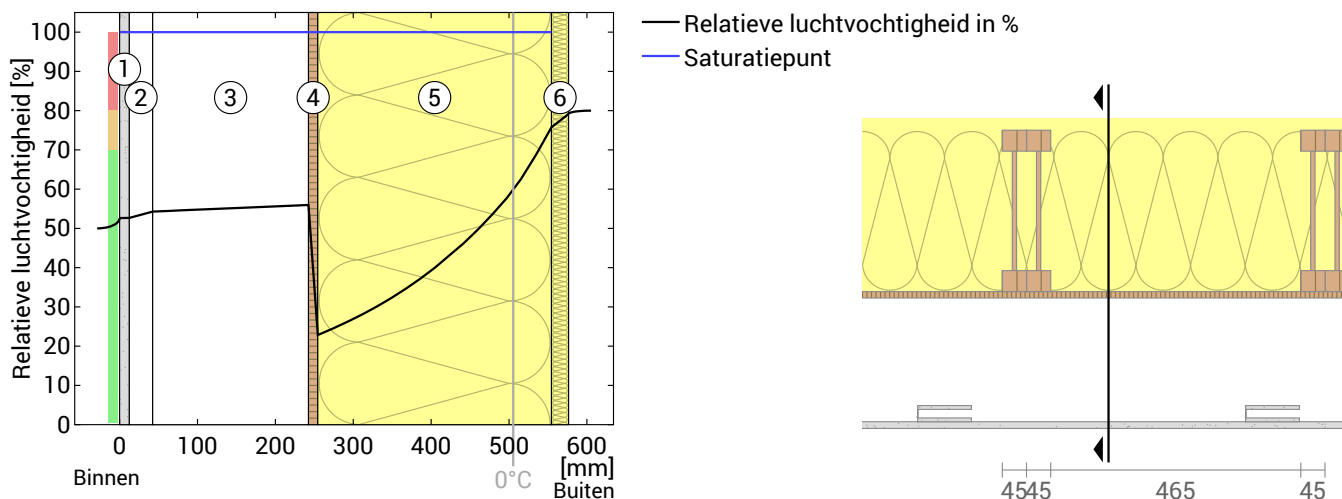 Relatieve luchtvochtigheid in %
Saturatiepunt
Relatieve luchtvochtigheid [%]
100
90
80
70
60
50
40
30
20
10
0
1
2
3
4
5
6
0 100 200 300 400 500 600
[mm]
Binnen
0°C
Buiten
45 45 465 45